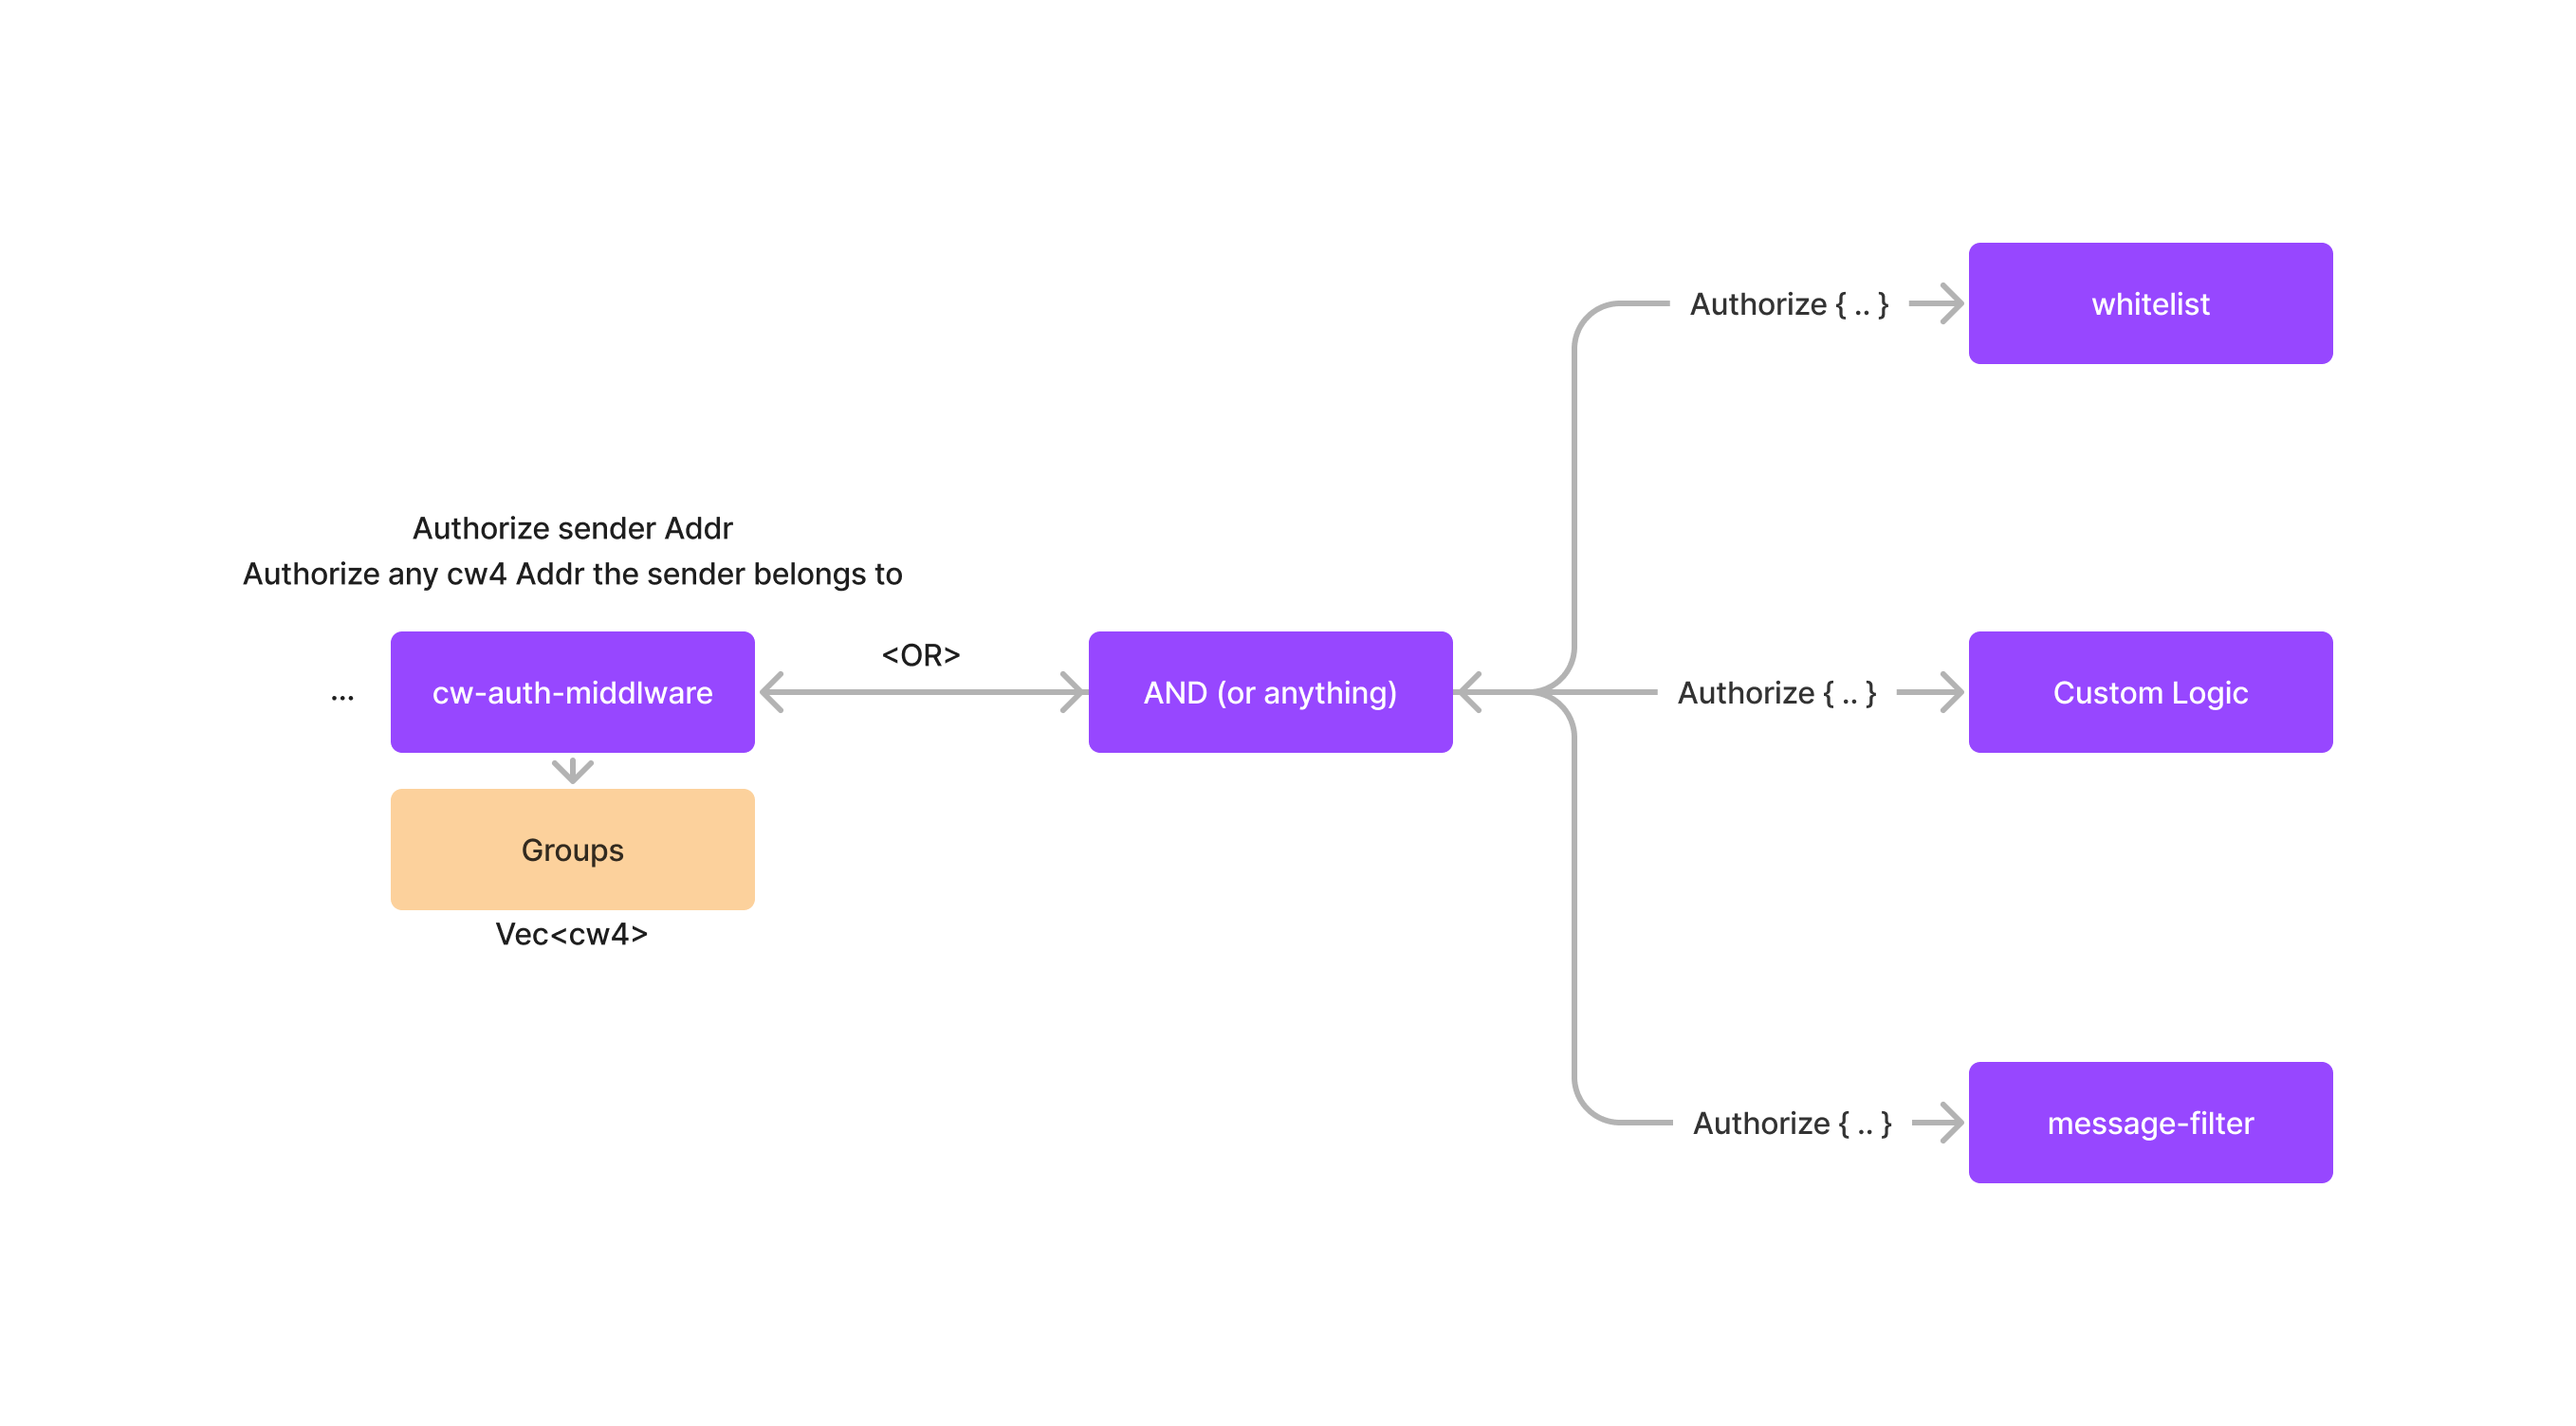 Authorize { .. }
whitelist
Authorize sender Addr
Authorize any cw4 Addr the sender belongs to
<OR>
...
cw-auth-middlware
AND (or anything)
Authorize { .. }
Custom Logic
Groups
Vec<cw4>
Authorize { .. }
message-filter